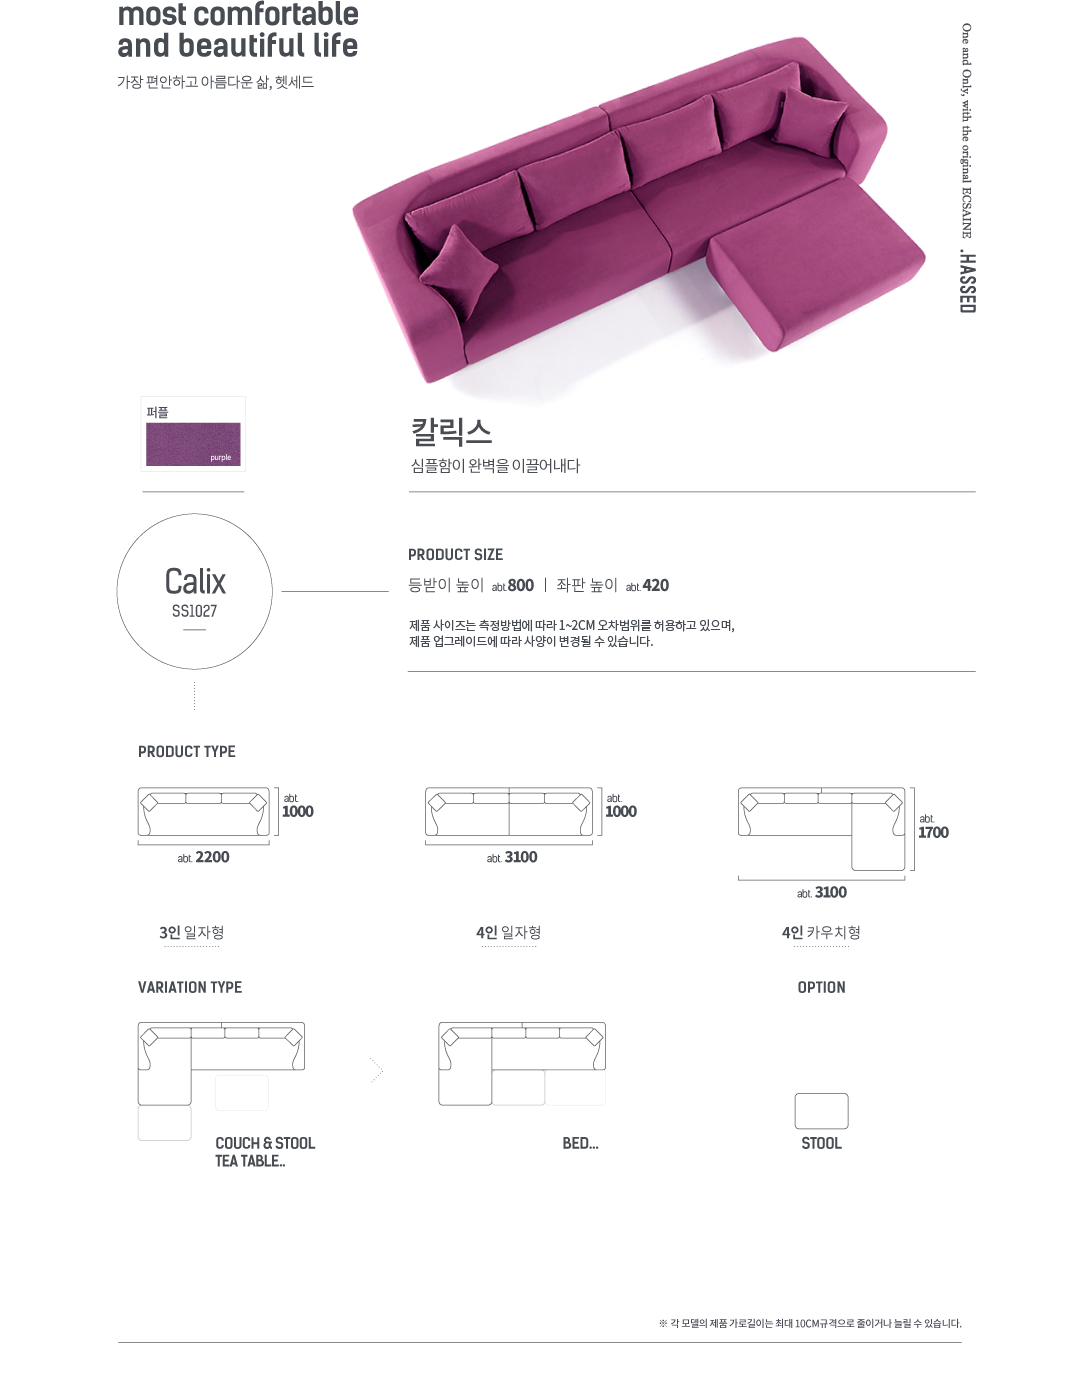 most comfortable
and beautiful life
가장 편안하고 아름다운 삶, 헷세드
One and Only, with the original ECSAINE .HASSED
퍼플
purple
칼릭스
심플함이 완벽을 이끌어내다
Calix
SS1027
PRODUCT SIZE
등받이 높이 abt.800 | 좌판 높이 abt.420
제품 사이즈는 측정방법에 따라 1~2CM 오차범위를 허용하고 있으며,
제품 업그레이드에 따라 사양이 변경될 수 있습니다.
PRODUCT TYPE
abt.
1000
abt. 2200
3인 일자형
abt.
1000
abt. 3100
4인 일자형
abt.
1700
abt. 3100
4인 카우치형
VARIATION TYPE
COUCH & STOOL
TEA TABLE..
BED...
OPTION
STOOL
※ 각 모델의 제품 가로길이는 최대 10CM규격으로 줄이거나 늘릴 수 있습니다.